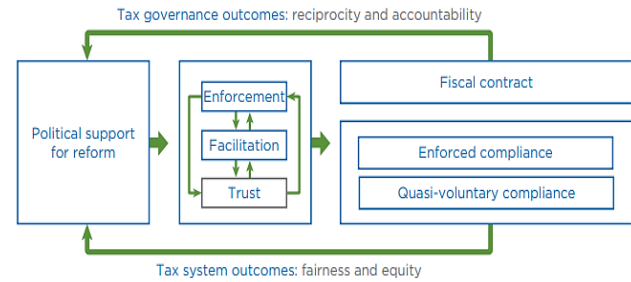 Tax governance outcomes: reciprocity and accountability
Political support
for reform
Enforcement
Facilitation
Trust
Fiscal contract
Enforced compliance
Quasi-voluntary compliance
Tax system outcomes: fairness and equity